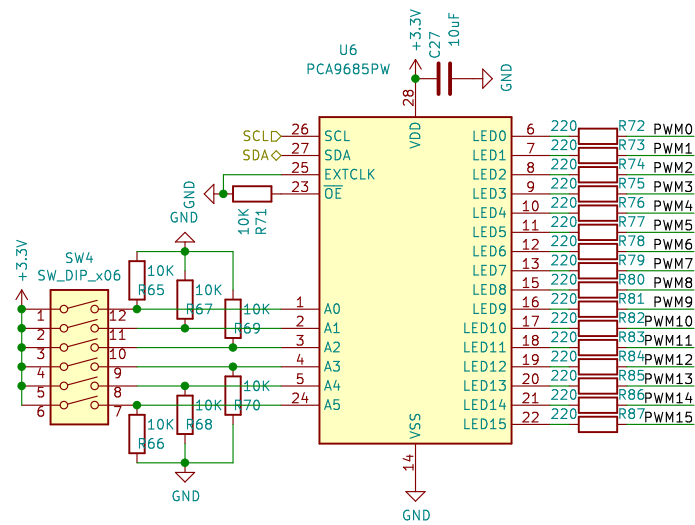 +3.3V
C27
10uF
GND
U6
PCA9685PW
28
VDD
SCL 26 SCL
SDA 27 SDA
25 EXTCLK
GND 23 OE
10K
R71
LED0 6 220 R72 PWM0
LED1 7 220 R73 PWM1
LED2 8 220 R74 PWM2
LED3 9 220 R75 PWM3
LED4 10 220 R76 PWM4
LED5 11 220 R77 PWM5
LED6 12 220 R78 PWM6
LED7 13 220 R79 PWM7
LED8 15 220 R80 PWM8
LED9 16 220 R81 PWM9
LED10 17 220 R82 PWM10
LED11 18 220 R83 PWM11
LED12 19 220 R84 PWM12
LED13 20 220 R85 PWM13
LED14 21 220 R86 PWM14
LED15 22 220 R87 PWM15
GND
+3.3V
SW4
SW_DIP_x06
10K
R65
10K
R67
10K
R69
1 12
2 11
3 10
4 9
5 8
6 7
1 A0
2 A1
3 A2
4 A3
5 A4
24 A5
10K
R70
10K
R68
10K
R66
GND
VSS
14
GND